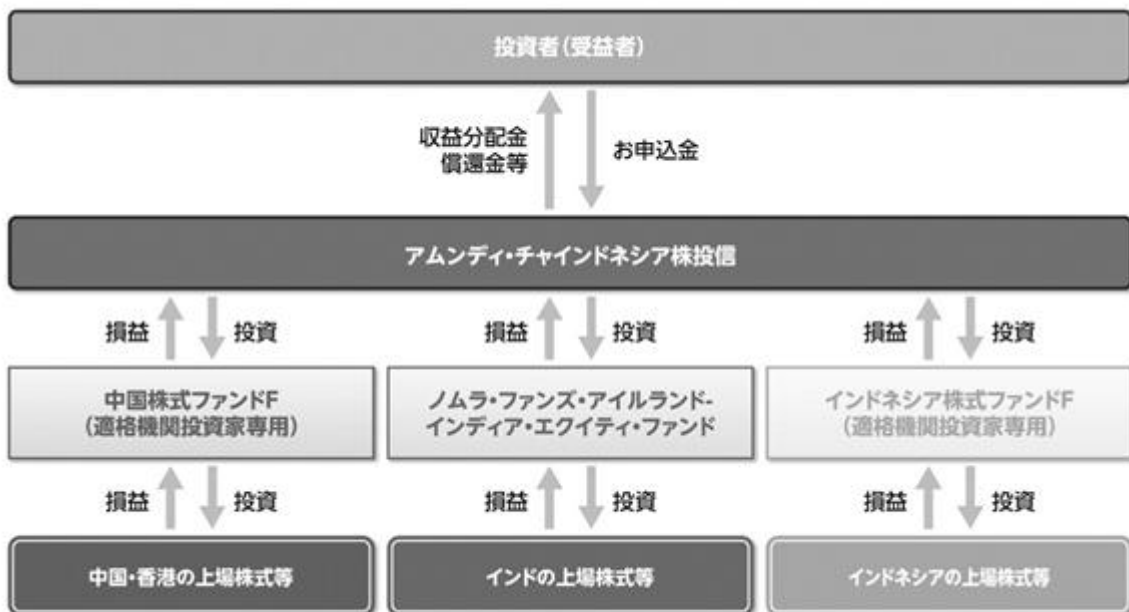 投資者(受益者)
収益分配金
償還金等
お申込金
アムンディ・チャインドネシア株投信
損益
投資
損益
投資
損益
投資
中国株式ファンドF
(適格機関投資家専用)
ノムラ・ファンズ・アイルランド-
インディア・エクイティ・ファンド
インドネシア株式ファンドF
(適格機関投資家専用)
損益
投資
損益
投資
損益
投資
中国・香港の上場株式等
インドの上場株式等
インドネシアの上場株式等